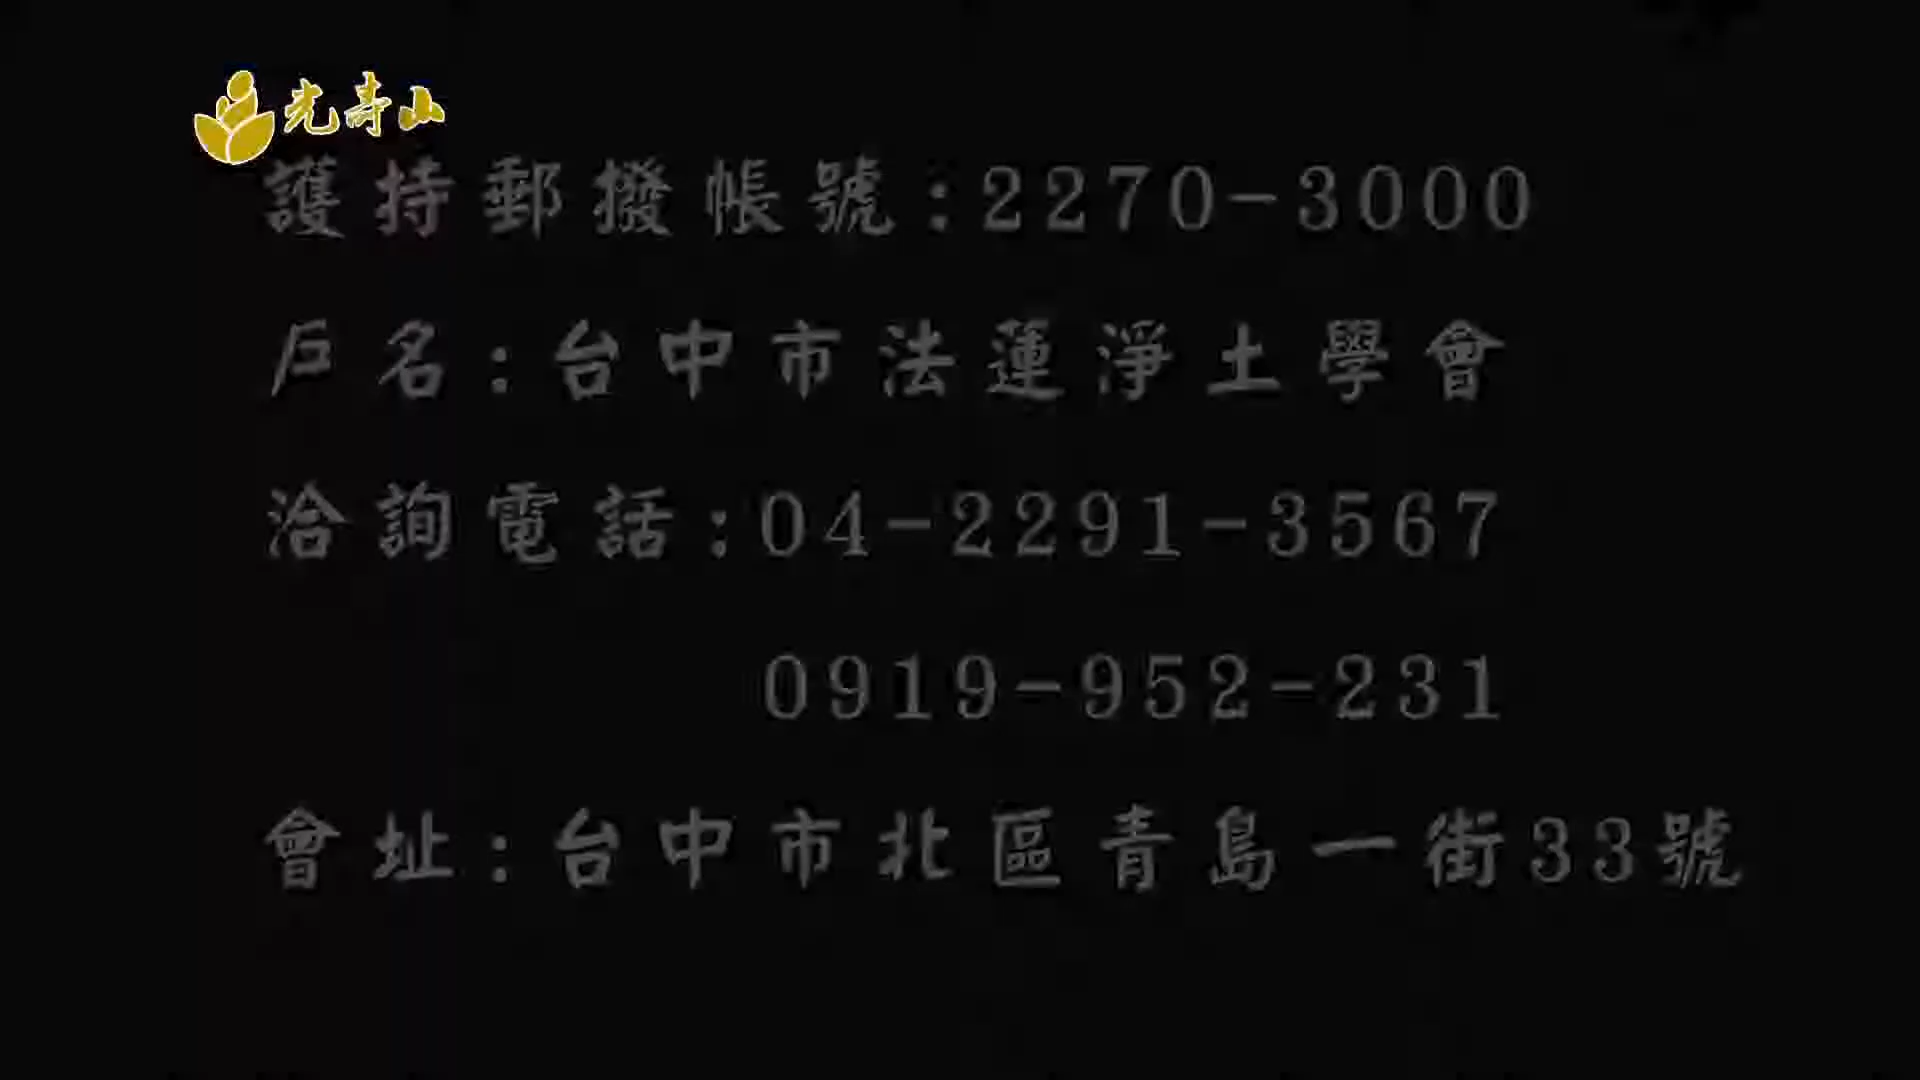 光壽山
護持郵撥帳號:2270-3000
戶名:台中市法蓮淨土學會
洽詢電話:04-2291-3567
0919-952-231
會址:台中市北區青島一街33號